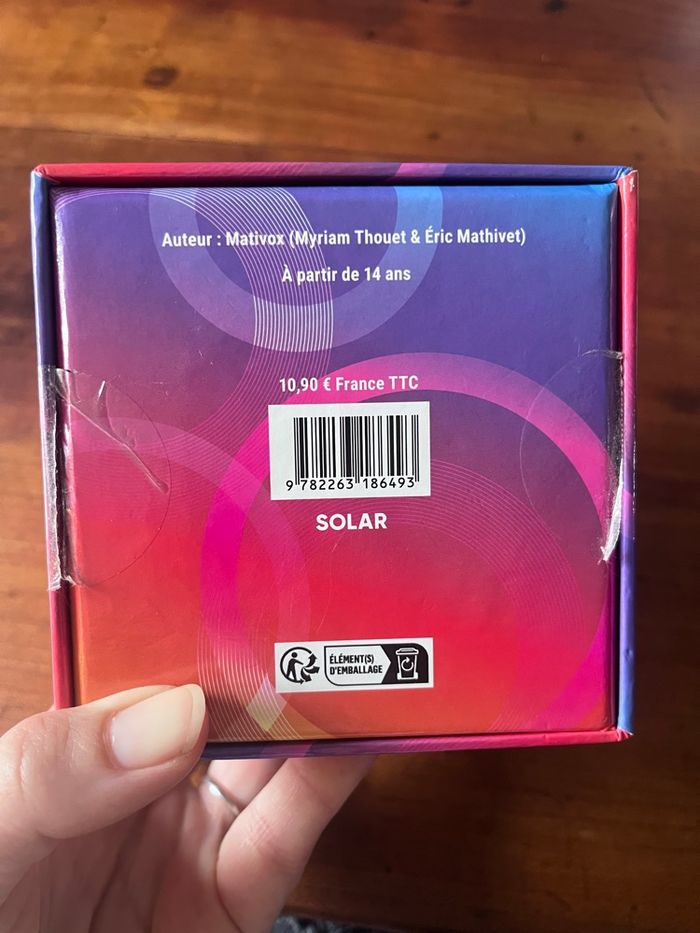 Auteur : Mativox (Myriam Thouet & Éric Mathivet)
À partir de 14 ans
10,90 € France TTC
9 782263 186493
SOLAR
ÉLÉMENT(S)
D'EMBALLAGE